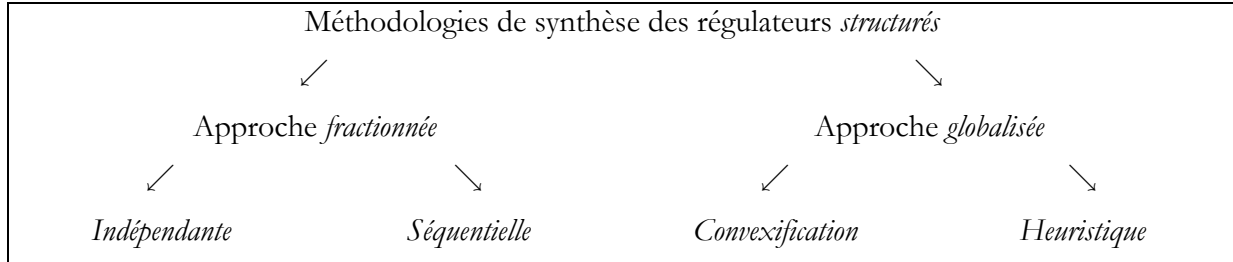 Méthodologies de synthèse des régulateurs structurés
↙ ↘
Approche fractionnée Approche globalisée
↙ ↘ ↙ ↘
Indépendante Séquentielle Convexification Heuristique